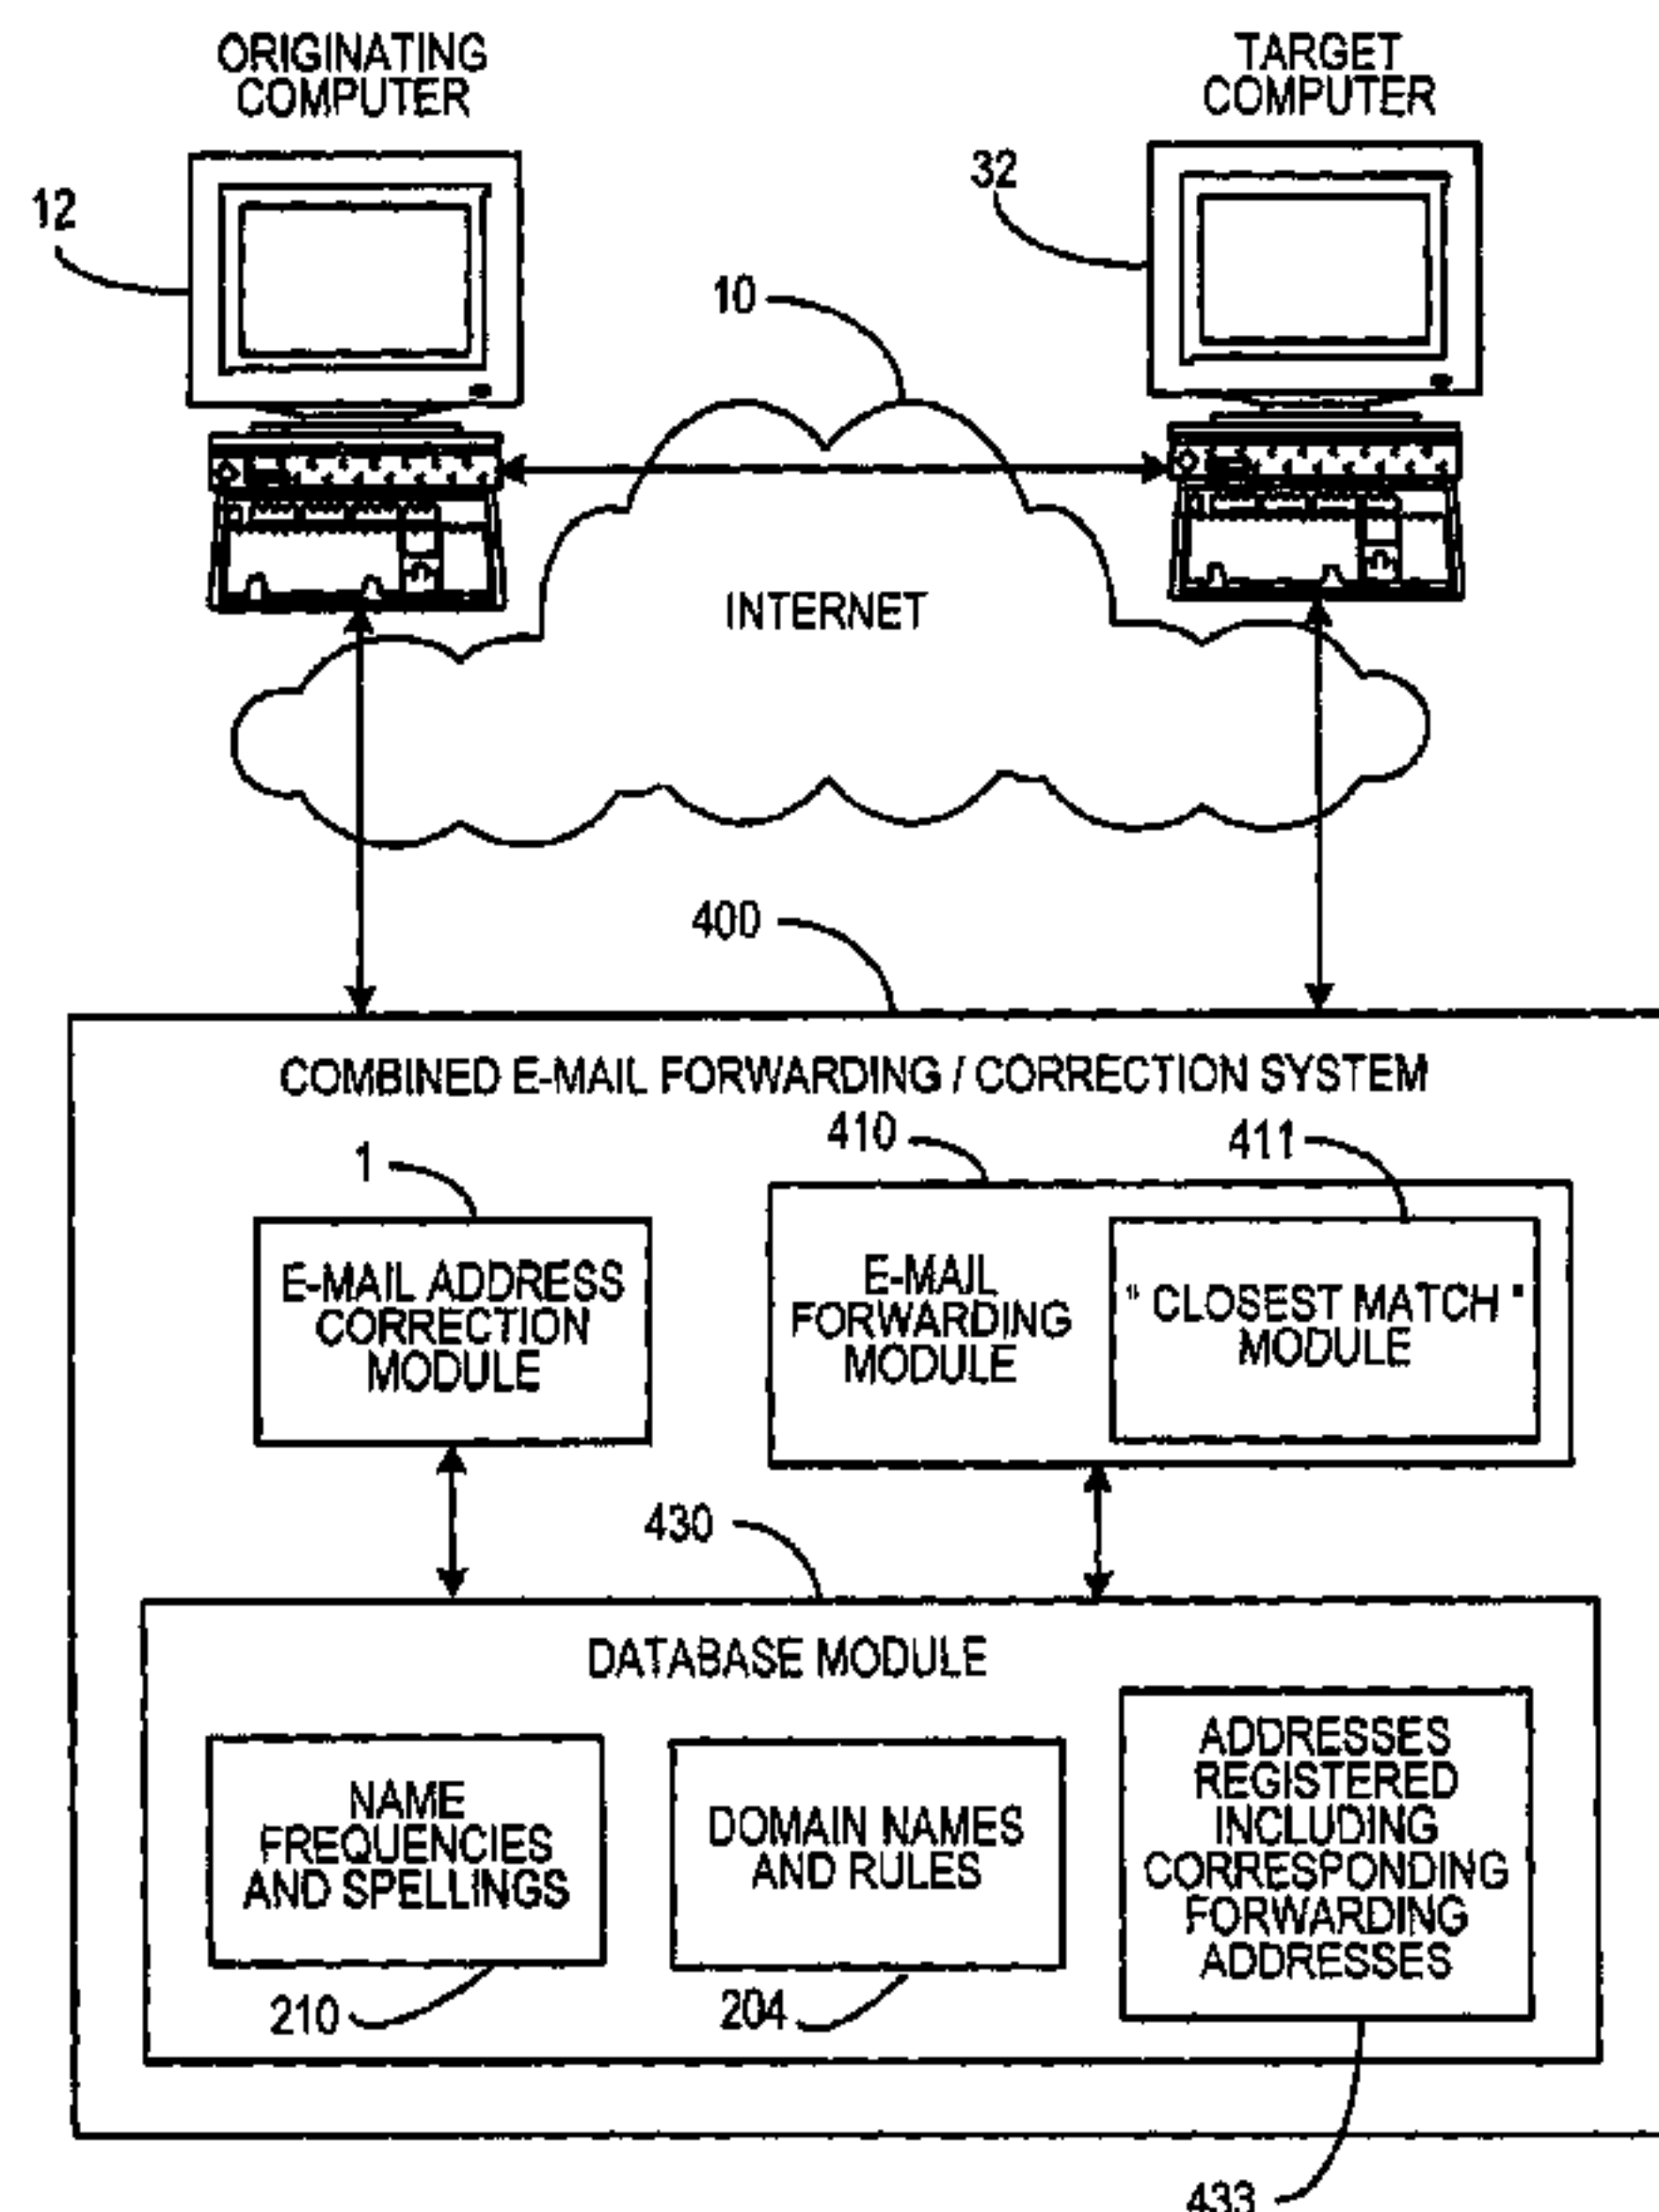 ORIGINATING
COMPUTER
TARGET
COMPUTER
12
32
10
INTERNET
400
COMBINED E-MAIL FORWARDING / CORRECTION SYSTEM
1
410
411
E-MAIL ADDRESS
CORRECTION
MODULE
E-MAIL
FORWARDING
MODULE
" CLOSEST MATCH "
MODULE
430
DATABASE MODULE
NAME
FREQUENCIES
AND SPELLINGS
DOMAIN NAMES
AND RULES
ADDRESSES
REGISTERED
INCLUDING
CORRESPONDING
FORWARDING
ADDRESSES
210
204
433